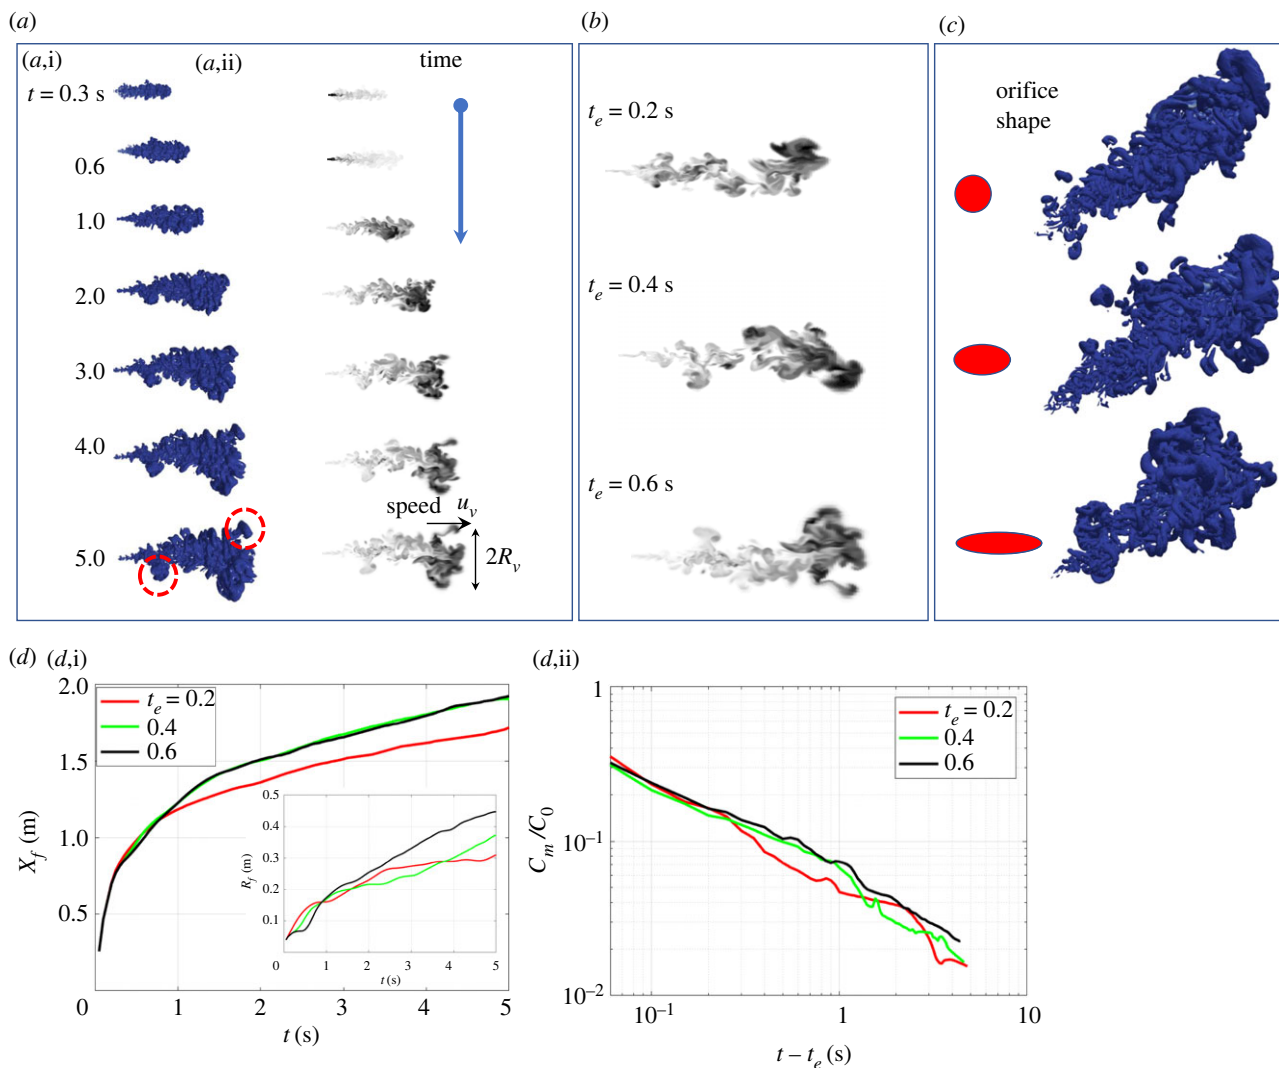 (a)
(a,i)
(a,ii)
time
t = 0.3 s
0.6
1.0
2.0
3.0
4.0
5.0
speed u_v
2R_v
(b)
t_e = 0.2 s
t_e = 0.4 s
t_e = 0.6 s
(c)
orifice
shape
(d) (d,i)
2.0
1.5
1.0
0.5
0
1
2
3
4
5
X_f (m)
t (s)
t_e = 0.2
0.4
0.6
0.5
0.4
0.3
0.2
0.1
0
1
2
3
4
5
R_f (m)
t (s)
(d,ii)
1
10⁻¹
10⁻²
C_m/C_0
10⁻¹
1
10
t – t_e (s)
t_e = 0.2
0.4
0.6